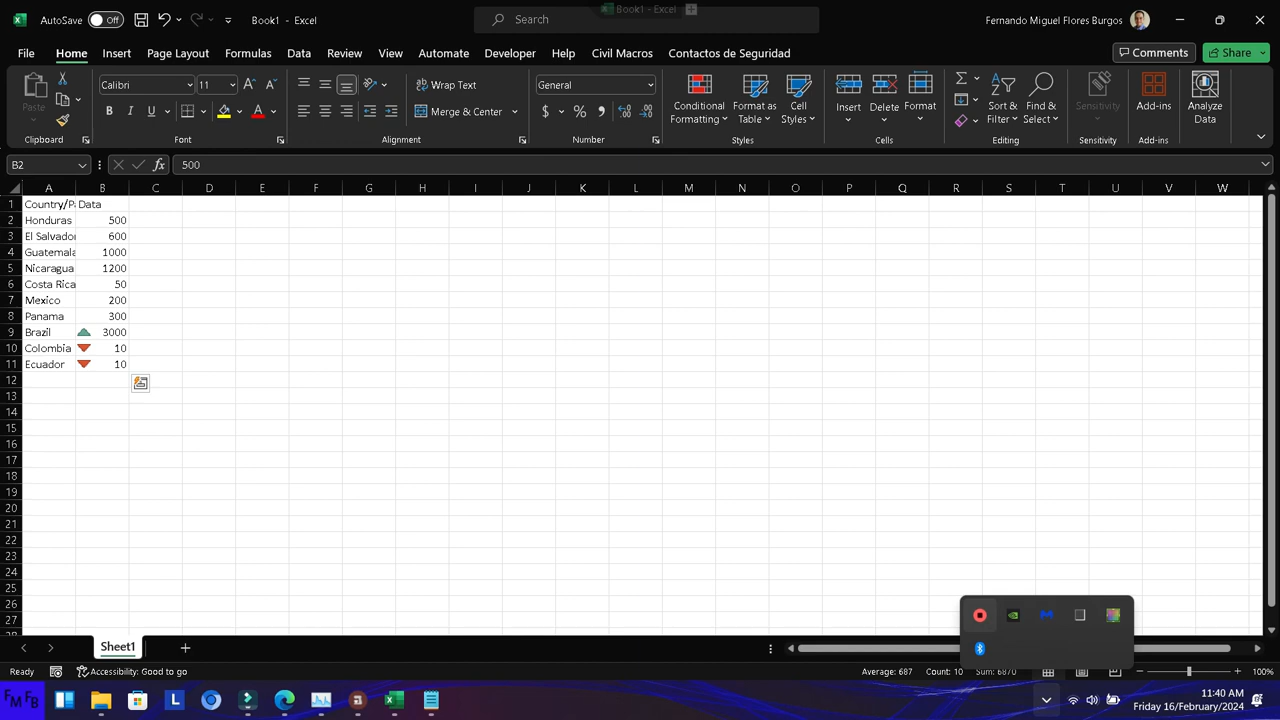 AutoSave Off Book1 - Excel Search Book1 - Excel Fernando Miguel Flores Burgos
File Home Insert Page Layout Formulas Data Review View Automate Developer Help Civil Macros Contactos de Seguridad Comments Share
Paste Calibri 11 Wrap Text General Conditional Formatting Format as Table Cell Styles Insert Delete Format Sort & Filter Find & Select Sensitivity Add-ins Analyze Data
B I U Merge & Center $ % ,
Clipboard Font Alignment Number Styles Cells Editing Sensitivity Add-ins
B2 fx 500
A B C D E F G H I J K L M N O P Q R S T U V W
1 Country/Pa Data
2 Honduras 500
3 El Salvador 600
4 Guatemala 1000
5 Nicaragua 1200
6 Costa Rica 50
7 Mexico 200
8 Panama 300
9 Brazil 3000
10 Colombia 10
11 Ecuador 10
12
13
14
15
16
17
18
19
20
21
22
23
24
25
26
27
28
Sheet1
Ready Accessibility: Good to go Average: 687 Count: 10 Sum: 6870 100%
FM FB L 11:40 AM
Friday 16/February/2024